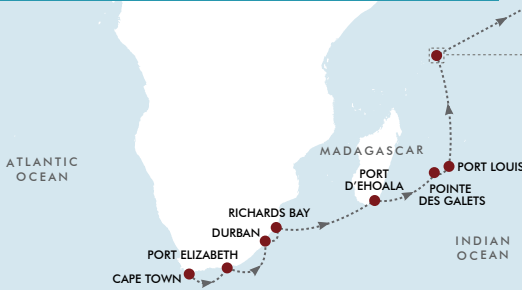 ATLANTIC
OCEAN
MADAGASCAR
PORT
D'EHOALA
PORT LOUIS
POINTE
DES GALETS
RICHARDS BAY
DURBAN
PORT ELIZABETH
CAPE TOWN
INDIAN
OCEAN